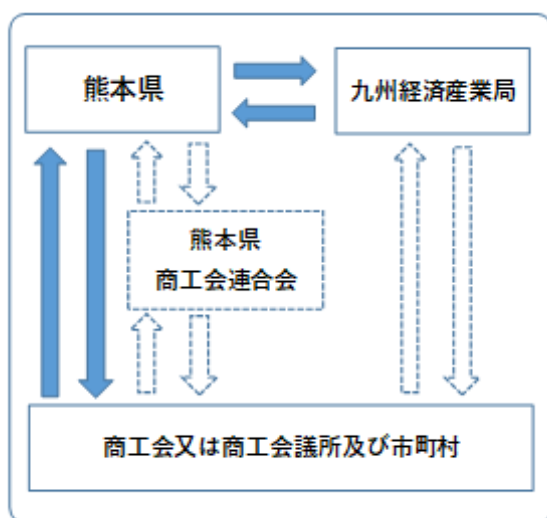 熊本県
九州経済産業局
熊本県
商工会連合会
商工会又は商工会議所及び市町村